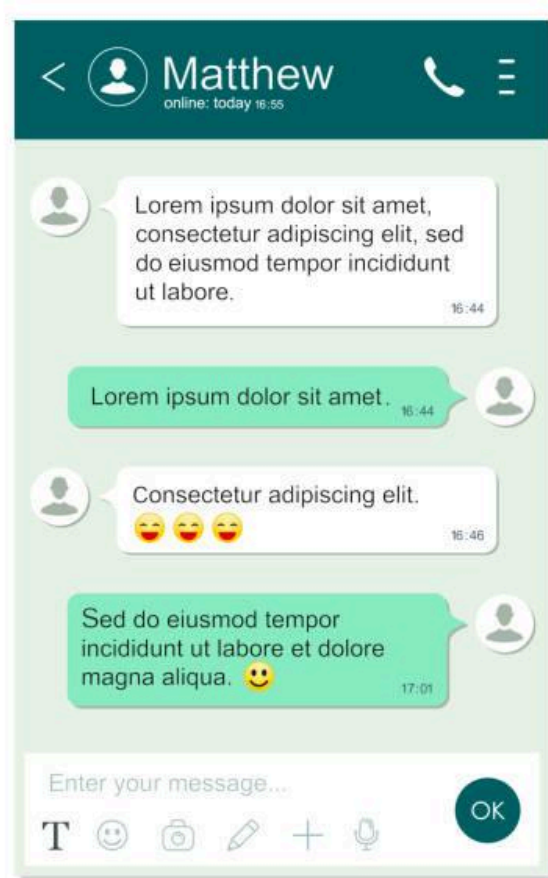 Matthew
online: today 16:55
Lorem ipsum dolor sit amet,
consectetur adipiscing elit, sed
do eiusmod tempor incididunt
ut labore.
16:44
Lorem ipsum dolor sit amet.
16:44
Consectetur adipiscing elit.
16:46
Sed do eiusmod tempor
incididunt ut labore et dolore
magna aliqua.
17:01
Enter your message...
T
OK